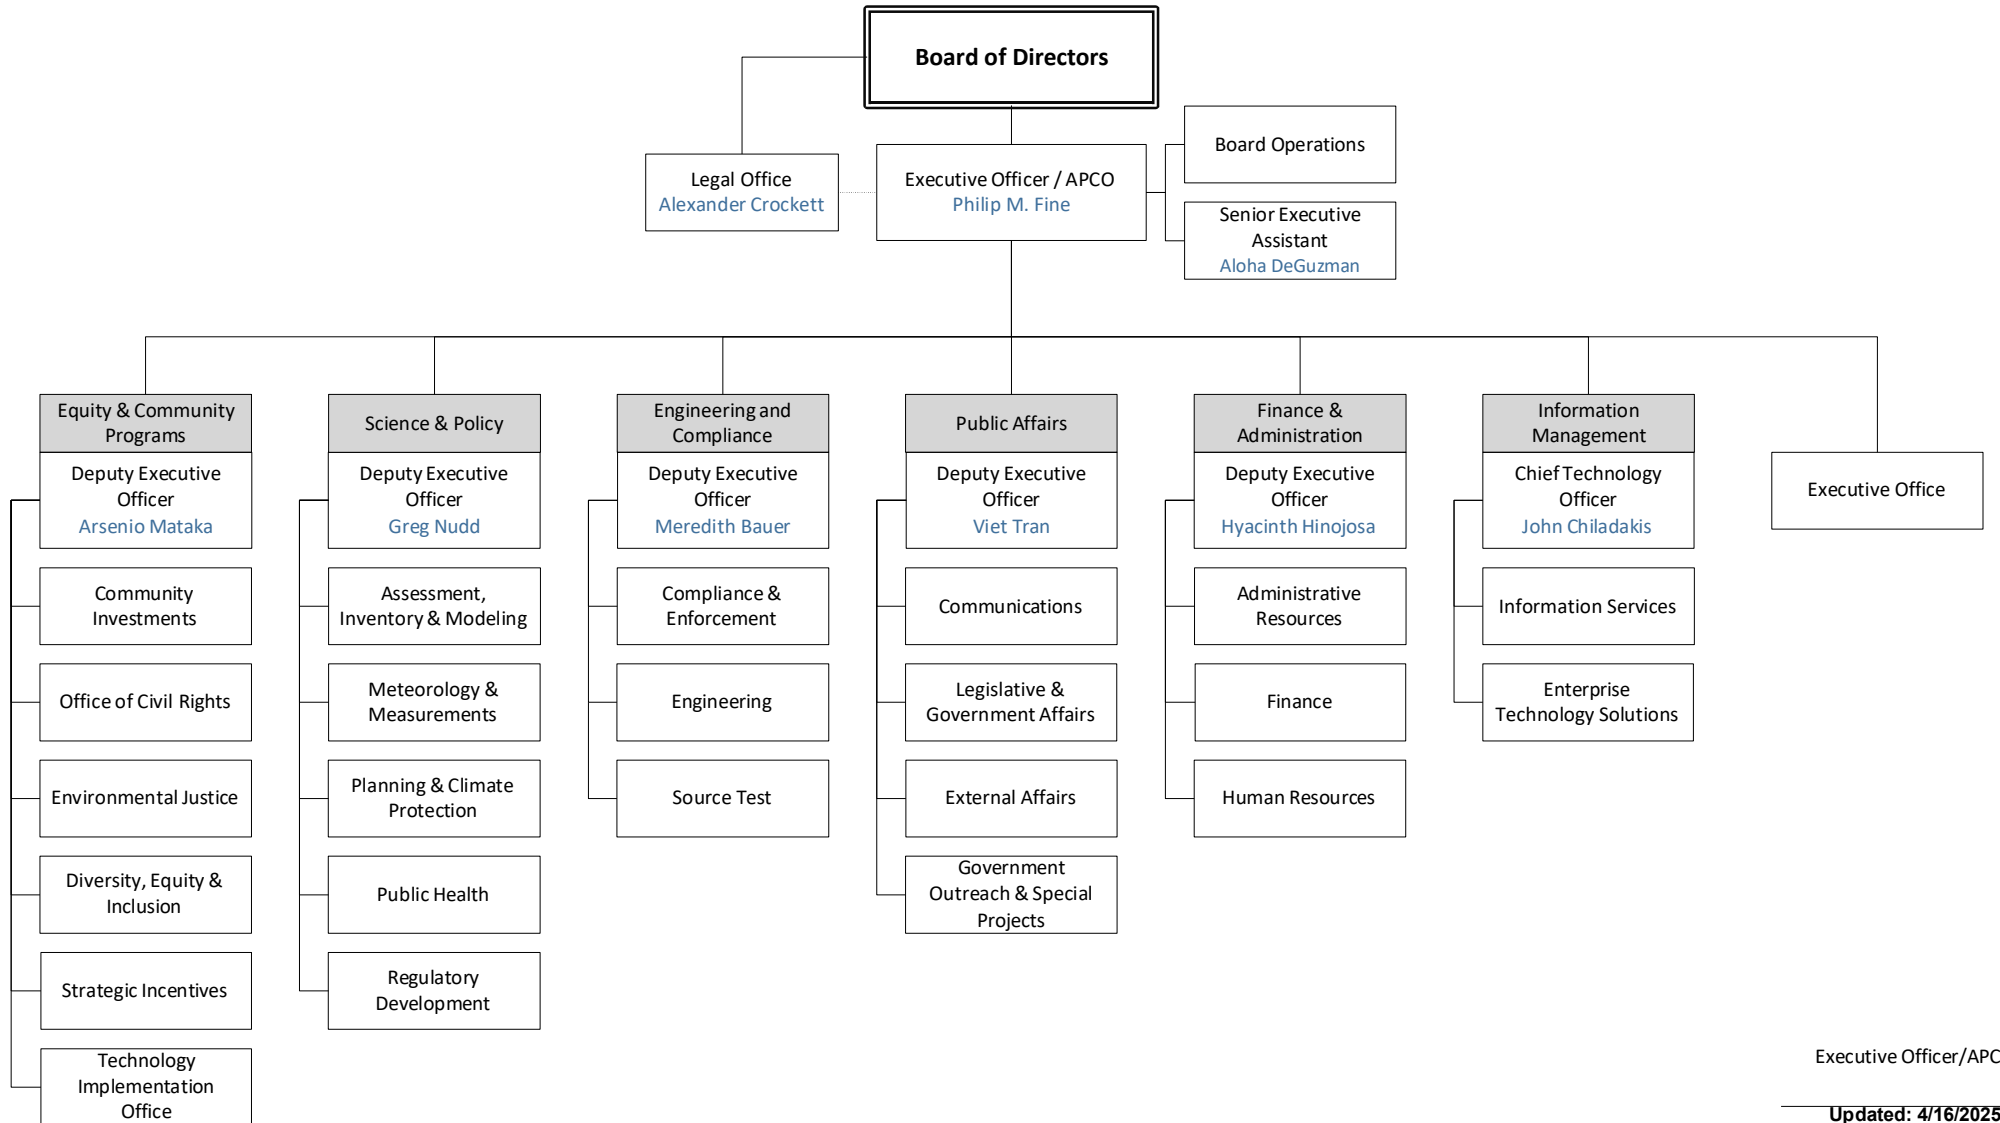 Board of Directors
Legal Office
Alexander Crockett
Executive Officer / APCO
Philip M. Fine
Board Operations
Senior Executive
Assistant
Aloha DeGuzman
Equity & Community
Programs
Deputy Executive
Officer
Arsenio Mataka
Community
Investments
Office of Civil Rights
Environmental Justice
Diversity, Equity &
Inclusion
Strategic Incentives
Technology
Implementation
Office
Science & Policy
Deputy Executive
Officer
Greg Nudd
Assessment,
Inventory & Modeling
Meteorology &
Measurements
Planning & Climate
Protection
Public Health
Regulatory
Development
Engineering and
Compliance
Deputy Executive
Officer
Meredith Bauer
Compliance &
Enforcement
Engineering
Source Test
Public Affairs
Deputy Executive
Officer
Viet Tran
Communications
Legislative &
Government Affairs
External Affairs
Government
Outreach & Special
Projects
Finance &
Administration
Deputy Executive
Officer
Hyacinth Hinojosa
Administrative
Resources
Finance
Human Resources
Information
Management
Chief Technology
Officer
John Chiladakis
Information Services
Enterprise
Technology Solutions
Executive Office
Executive Officer/APC
Updated: 4/16/2025